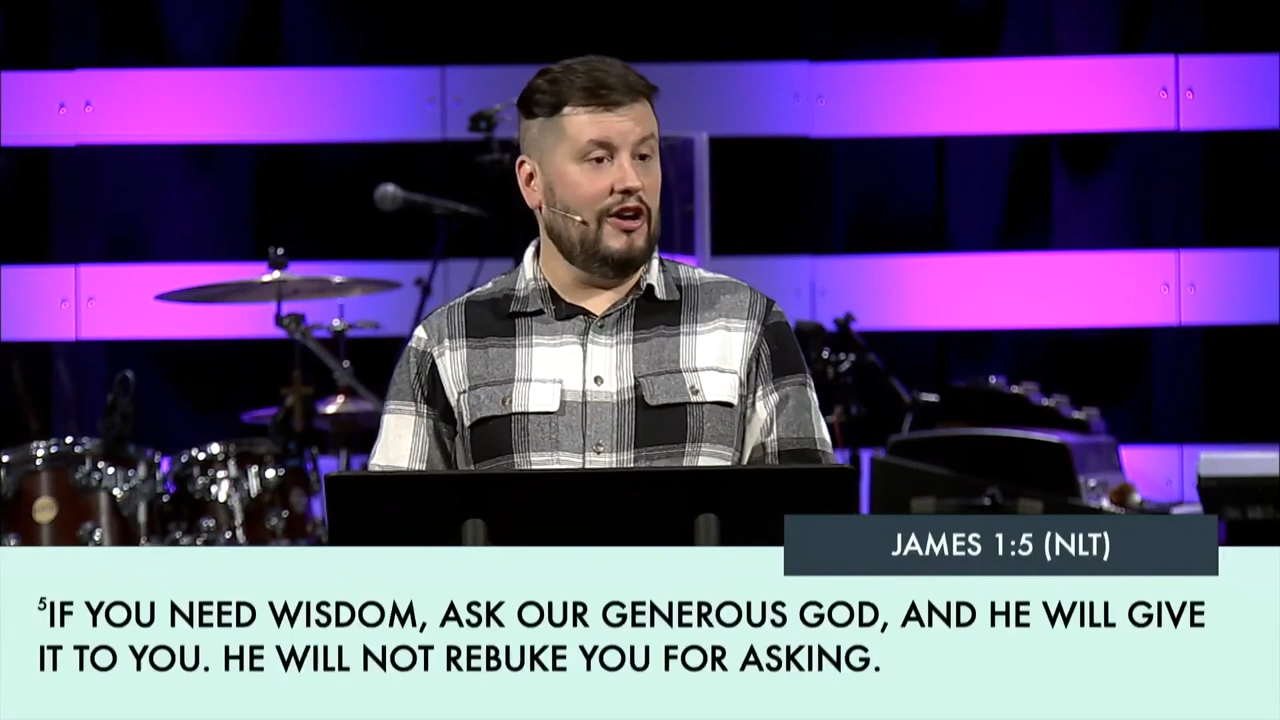 JAMES 1:5 (NLT)
⁵IF YOU NEED WISDOM, ASK OUR GENEROUS GOD, AND HE WILL GIVE
IT TO YOU. HE WILL NOT REBUKE YOU FOR ASKING.